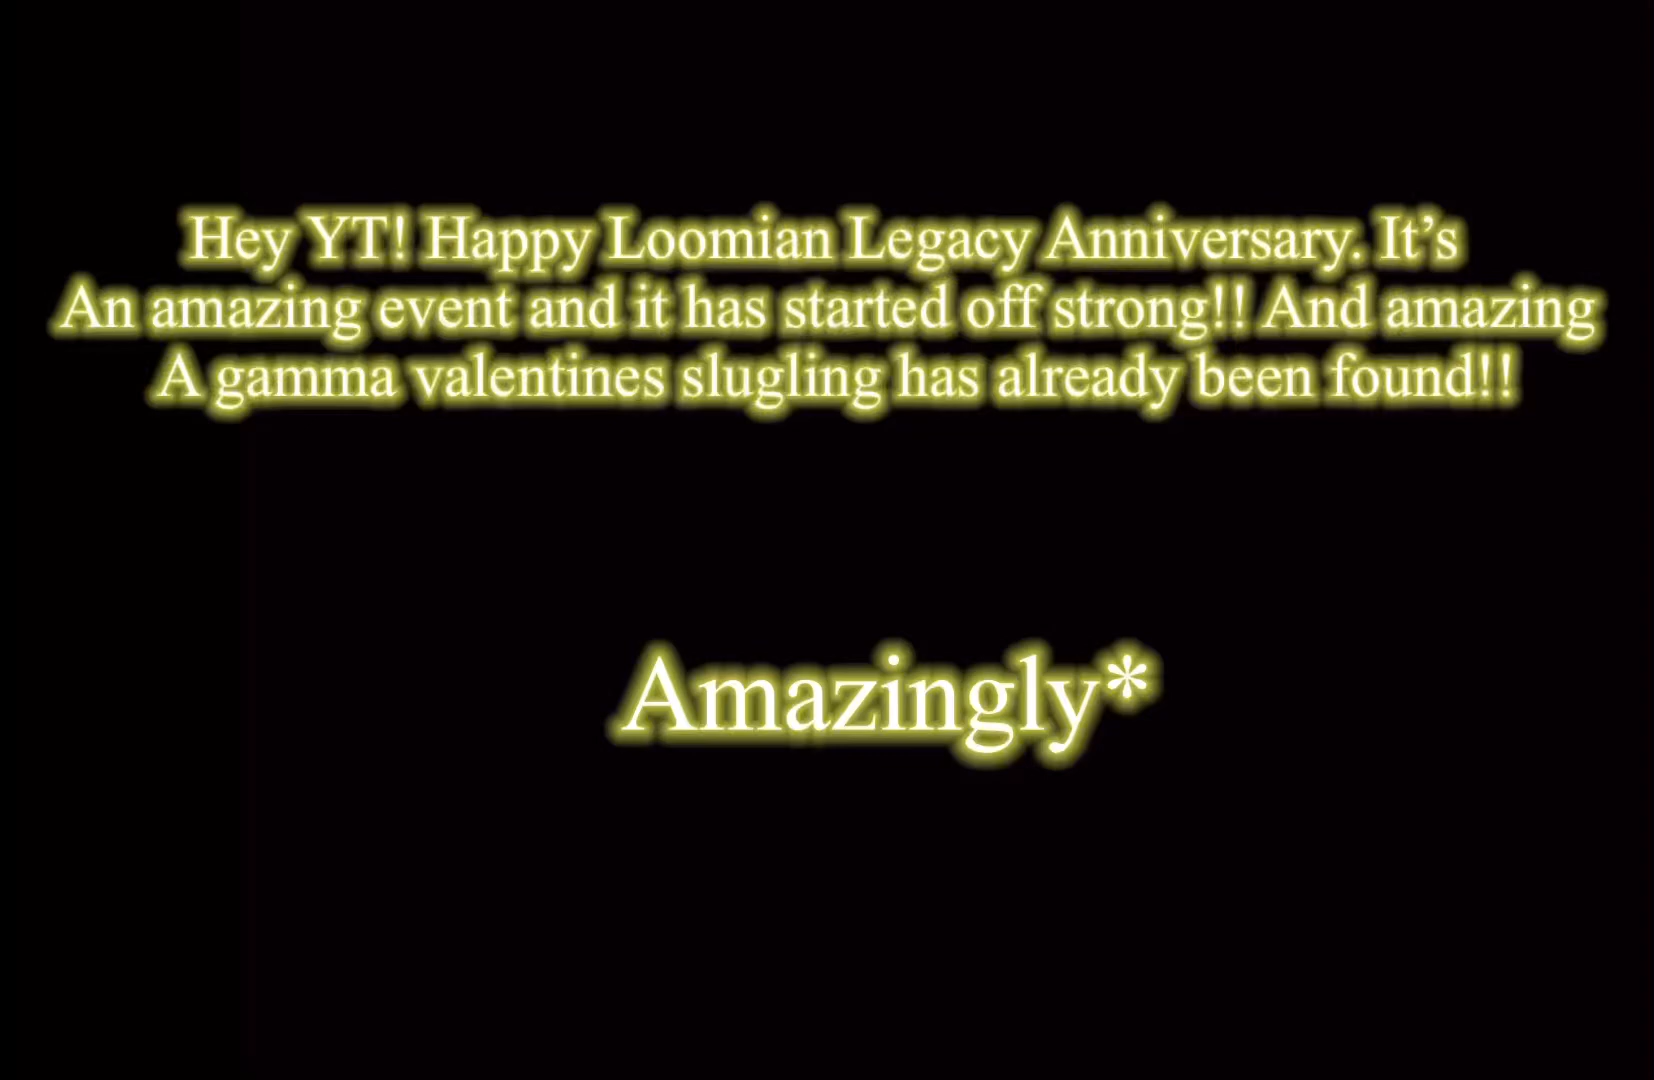 Hey YT! Happy Loomian Legacy Anniversary. It’s
An amazing event and it has started off strong!! And amazing
A gamma valentines slugling has already been found!!
Amazingly*